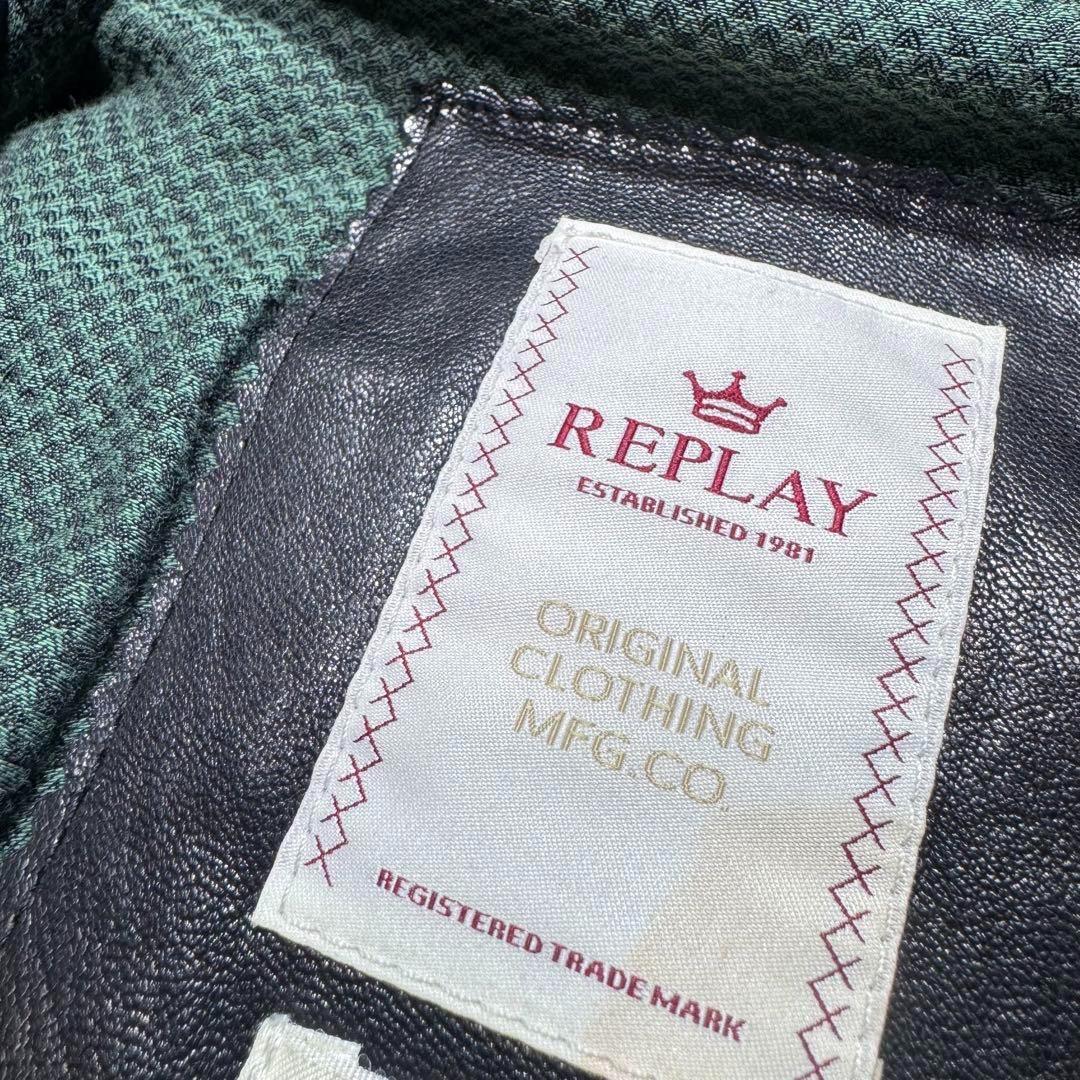 REPLAY
ESTABLISHED 1981
ORIGINAL
CLOTHING
MFG.CO.
REGISTERED TRADE MARK